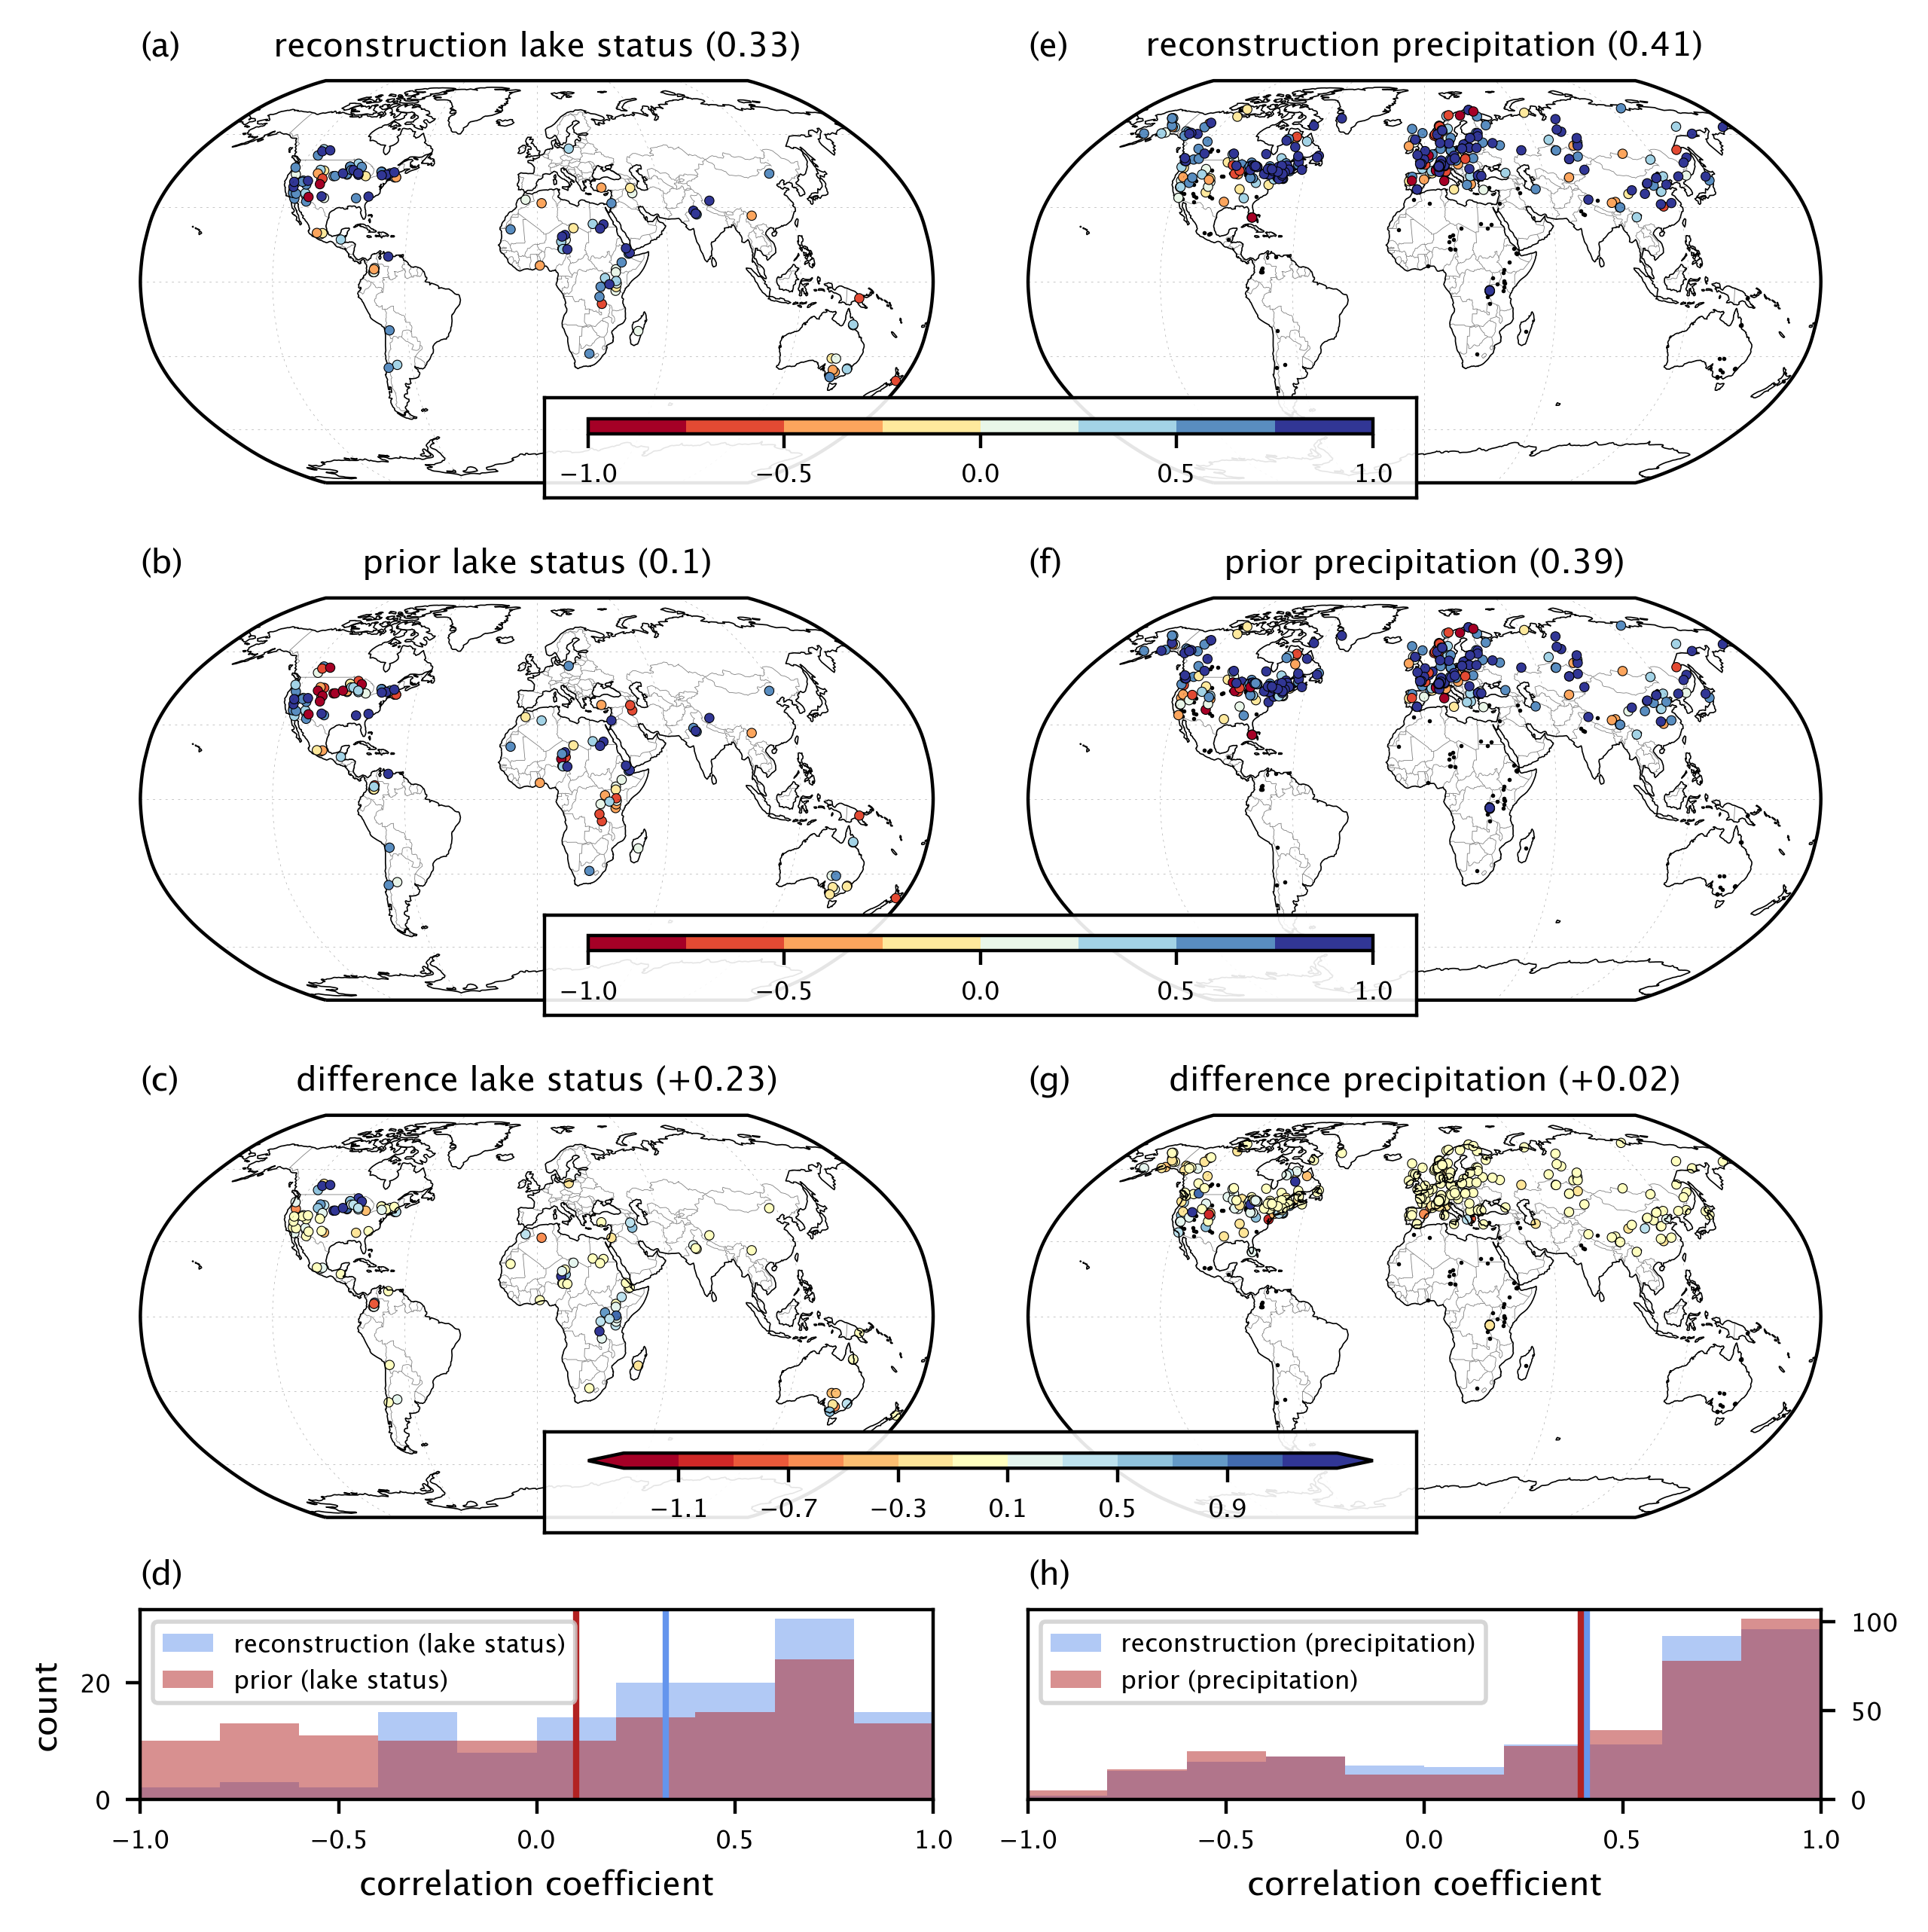 (a) reconstruction lake status (0.33)
(e) reconstruction precipitation (0.41)
−1.0 −0.5 0.0 0.5 1.0
(b) prior lake status (0.1)
(f) prior precipitation (0.39)
−1.0 −0.5 0.0 0.5 1.0
(c) difference lake status (+0.23)
(g) difference precipitation (+0.02)
−1.1 −0.7 −0.3 0.1 0.5 0.9
(d)
reconstruction (lake status)
prior (lake status)
count
20
0
−1.0 −0.5 0.0 0.5 1.0
correlation coefficient
(h)
reconstruction (precipitation)
prior (precipitation)
100
50
0
−1.0 −0.5 0.0 0.5 1.0
correlation coefficient